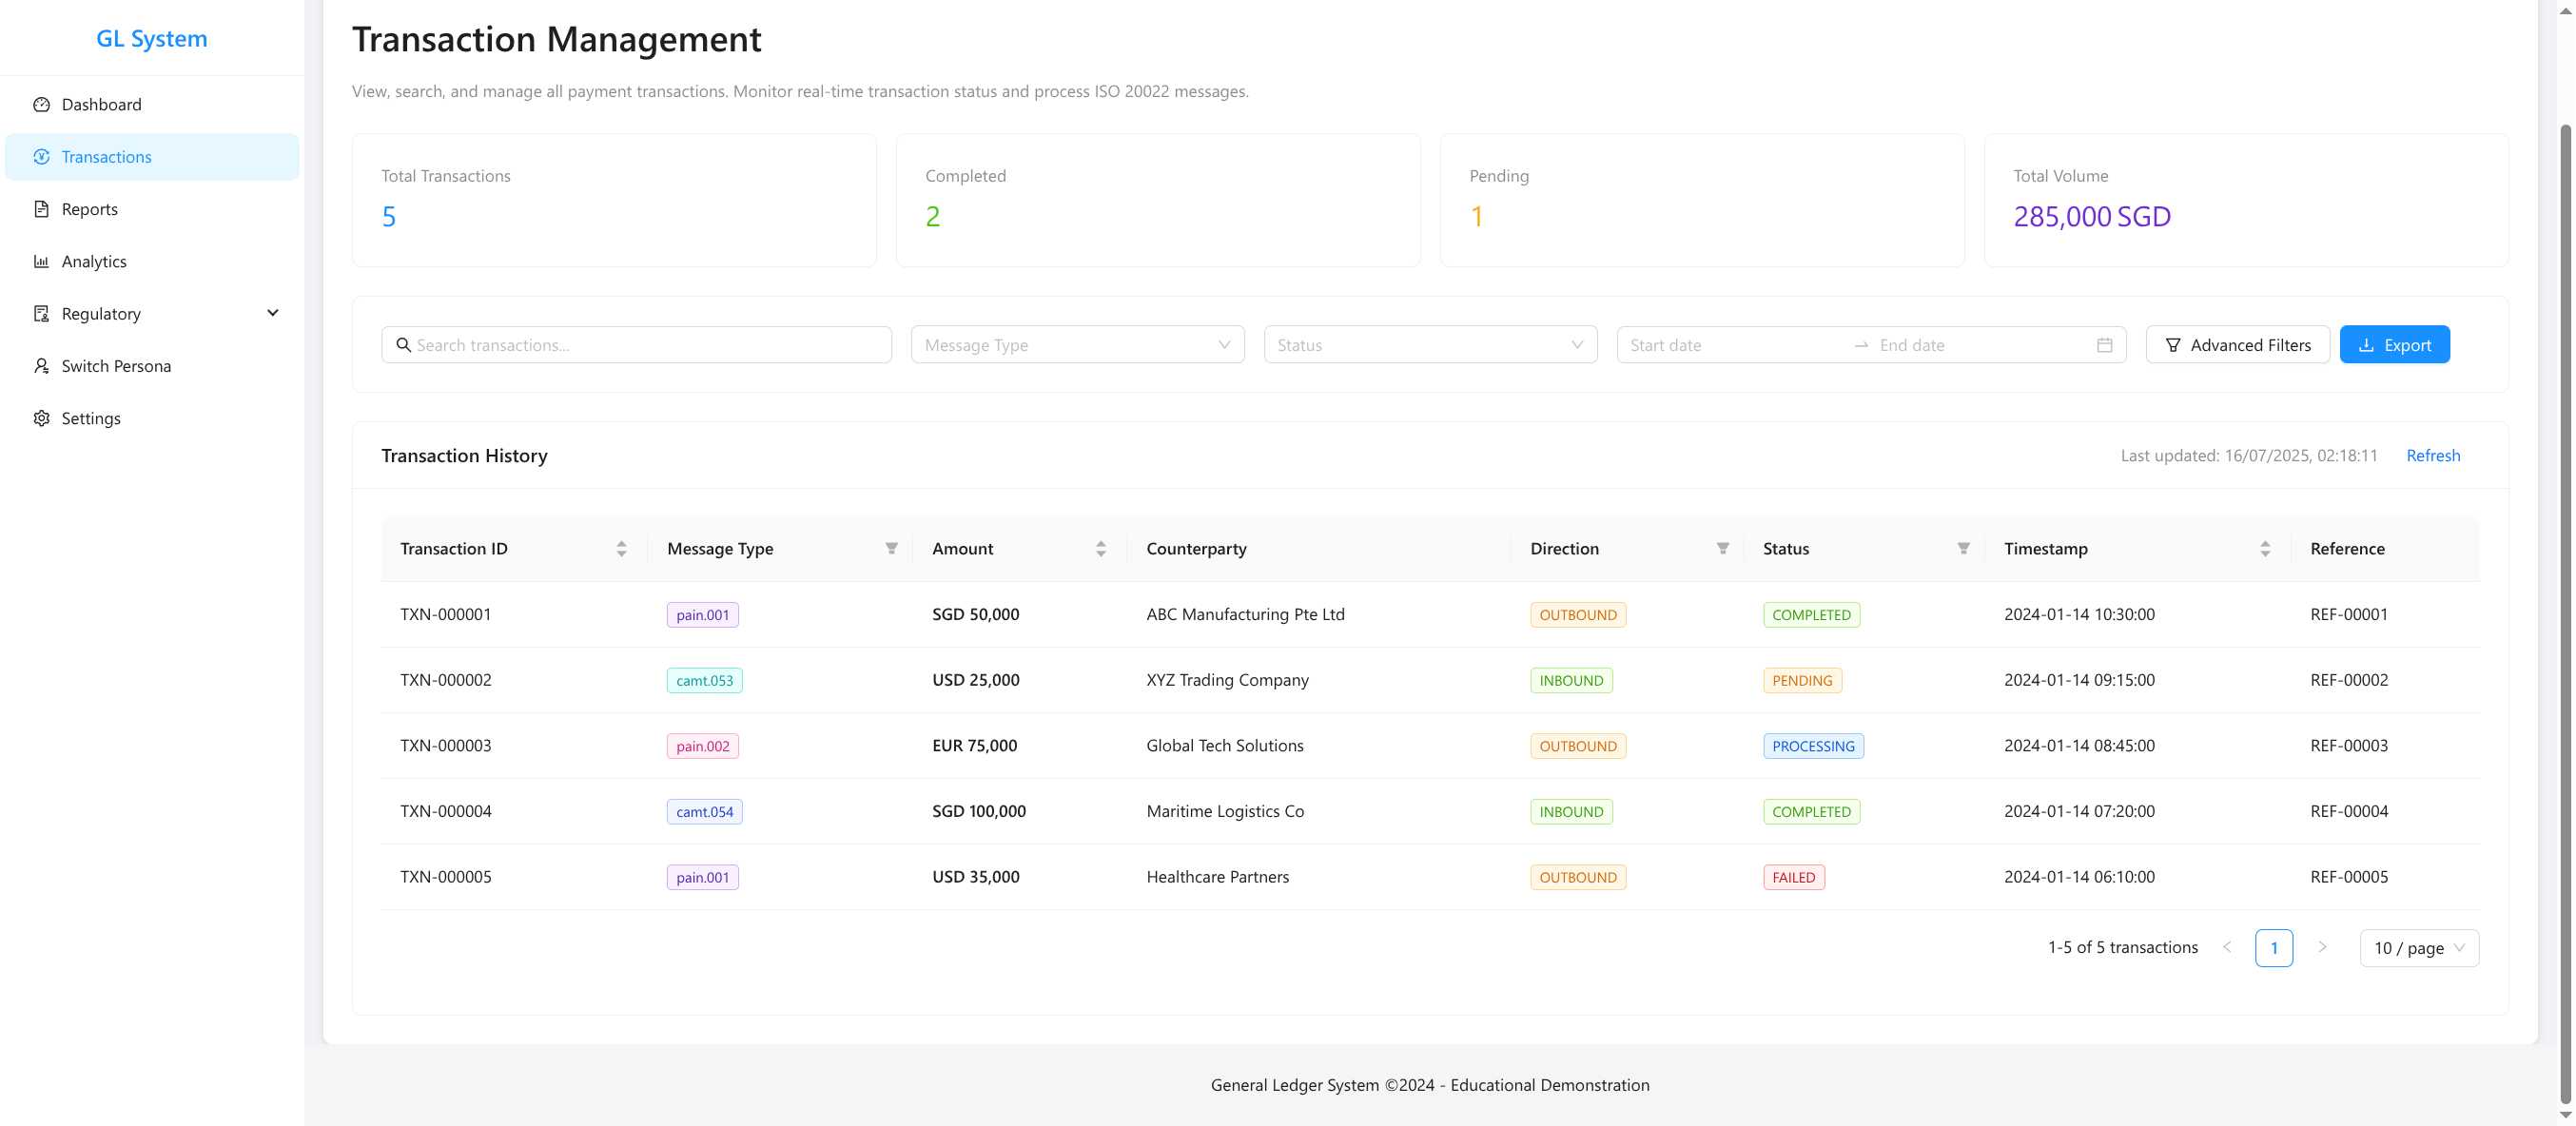 GL System
Dashboard
Transactions
Reports
Analytics
Regulatory
Switch Persona
Settings
Transaction Management
View, search, and manage all payment transactions. Monitor real-time transaction status and process ISO 20022 messages.
Total Transactions
5
Completed
2
Pending
1
Total Volume
285,000 SGD
Search transactions...
Message Type
Status
Start date
End date
Advanced Filters
Export
Transaction History
Last updated: 16/07/2025, 02:18:11
Refresh
Transaction ID Message Type Amount Counterparty Direction Status Timestamp Reference
TXN-000001 pain.001 SGD 50,000 ABC Manufacturing Pte Ltd OUTBOUND COMPLETED 2024-01-14 10:30:00 REF-00001
TXN-000002 camt.053 USD 25,000 XYZ Trading Company INBOUND PENDING 2024-01-14 09:15:00 REF-00002
TXN-000003 pain.002 EUR 75,000 Global Tech Solutions OUTBOUND PROCESSING 2024-01-14 08:45:00 REF-00003
TXN-000004 camt.054 SGD 100,000 Maritime Logistics Co INBOUND COMPLETED 2024-01-14 07:20:00 REF-00004
TXN-000005 pain.001 USD 35,000 Healthcare Partners OUTBOUND FAILED 2024-01-14 06:10:00 REF-00005
1-5 of 5 transactions
1
10 / page
General Ledger System ©2024 - Educational Demonstration